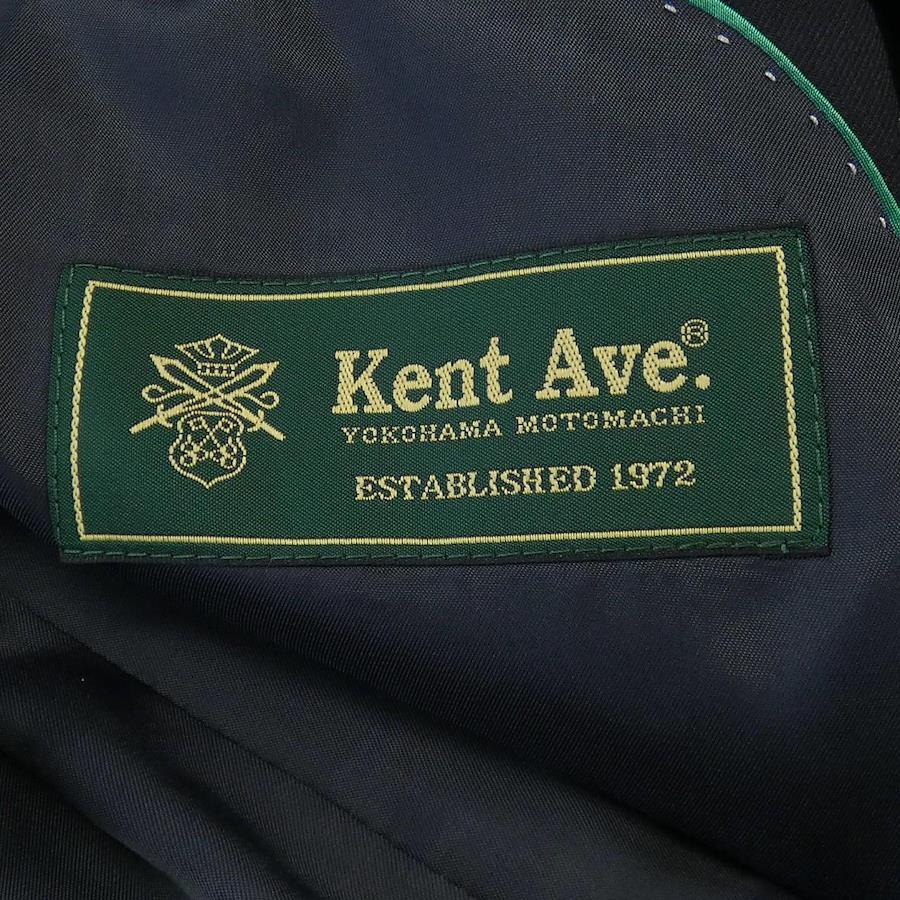 Kent Ave.®
YOKOHAMA MOTOMACHI
ESTABLISHED 1972